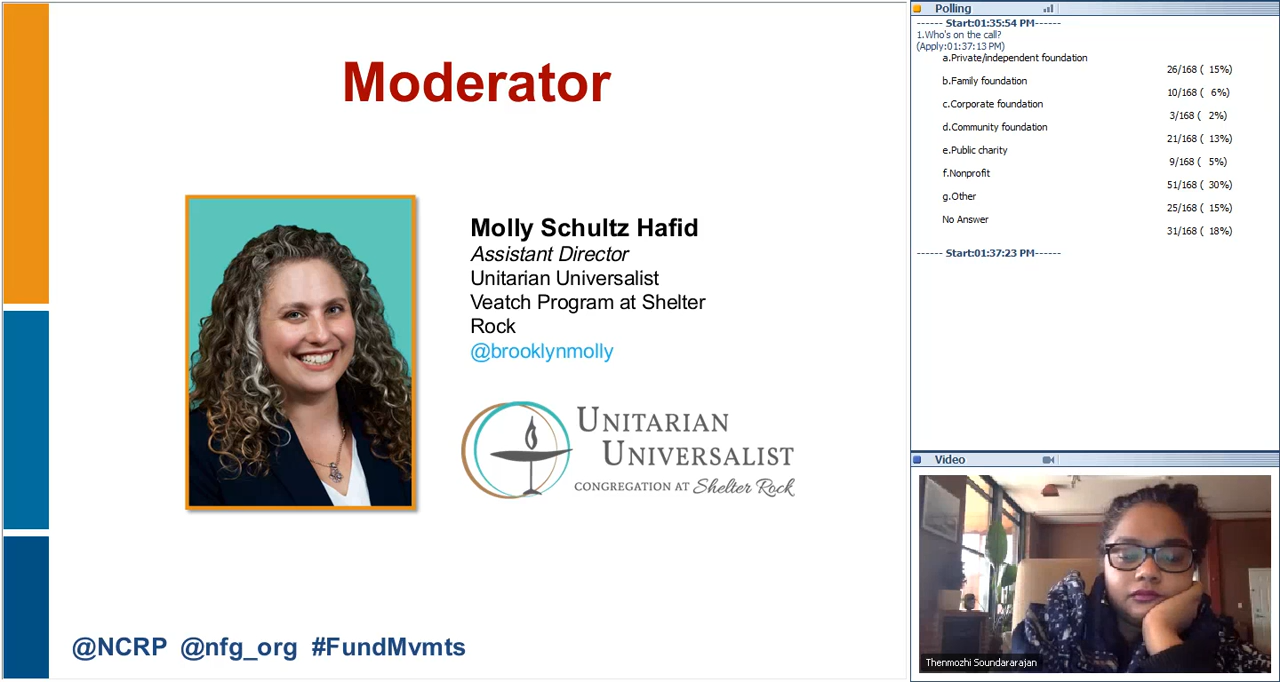 Moderator
Molly Schultz Hafid
Assistant Director
Unitarian Universalist
Veatch Program at Shelter
Rock
@brooklynmolly
UNITARIAN
UNIVERSALIST
CONGREGATION AT Shelter Rock
@NCRP @nfg_org #FundMvmts
Polling
------ Start:01:35:54 PM------
1.Who's on the call?
(Apply:01:37:13 PM)
a.Private/independent foundation
26/168 ( 15%)
b.Family foundation
10/168 ( 6%)
c.Corporate foundation
3/168 ( 2%)
d.Community foundation
21/168 ( 13%)
e.Public charity
9/168 ( 5%)
f.Nonprofit
51/168 ( 30%)
g.Other
25/168 ( 15%)
No Answer
31/168 ( 18%)
------ Start:01:37:23 PM------
Video
Thenmozhi Soundararajan